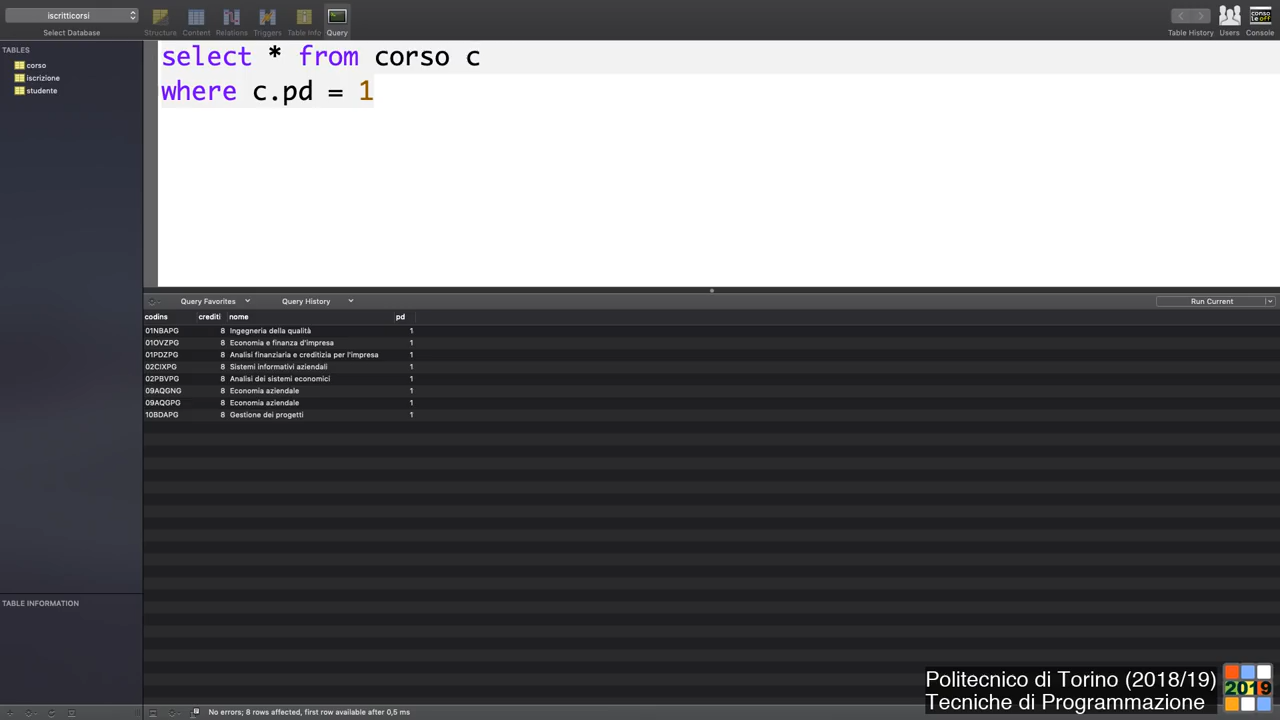 iscritticorsi
Select Database
Structure
Content
Relations
Triggers
Table Info
Query
Table History
Users
conso
le off
Console
TABLES
corso
iscrizione
studente
select * from corso c
where c.pd = 1
Query Favorites
Query History
Run Current
codins crediti nome pd
01NBAPG 8 Ingegneria della qualità 1
01OVZPG 8 Economia e finanza d'impresa 1
01PDZPG 8 Analisi finanziaria e creditizia per l'impresa 1
02CIXPG 8 Sistemi informativi aziendali 1
02PBVPG 8 Analisi dei sistemi economici 1
09AQGNG 8 Economia aziendale 1
09AQGPG 8 Economia aziendale 1
10BDAPG 8 Gestione dei progetti 1
TABLE INFORMATION
No errors; 8 rows affected, first row available after 0,5 ms
Politecnico di Torino (2018/19)
Tecniche di Programmazione
2019